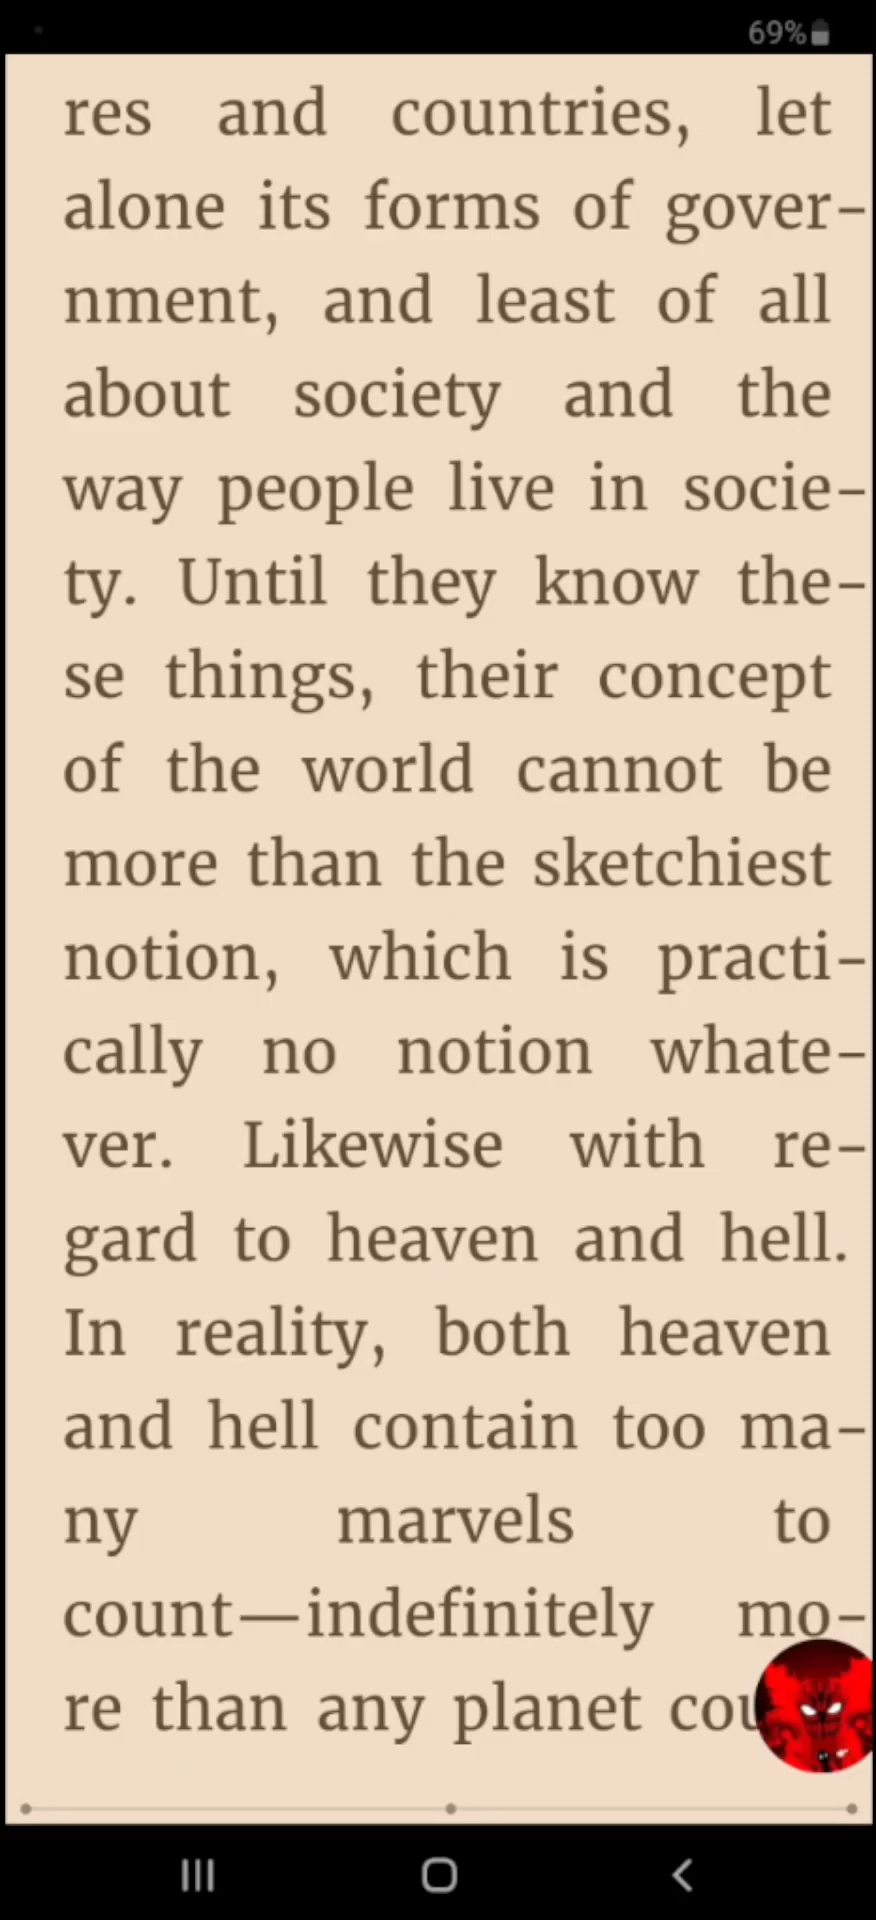 69%
res and countries, let
alone its forms of gover-
nment, and least of all
about society and the
way people live in socie-
ty. Until they know the-
se things, their concept
of the world cannot be
more than the sketchiest
notion, which is practi-
cally no notion whate-
ver. Likewise with re-
gard to heaven and hell.
In reality, both heaven
and hell contain too ma-
ny marvels to
count—indefinitely mo-
re than any planet